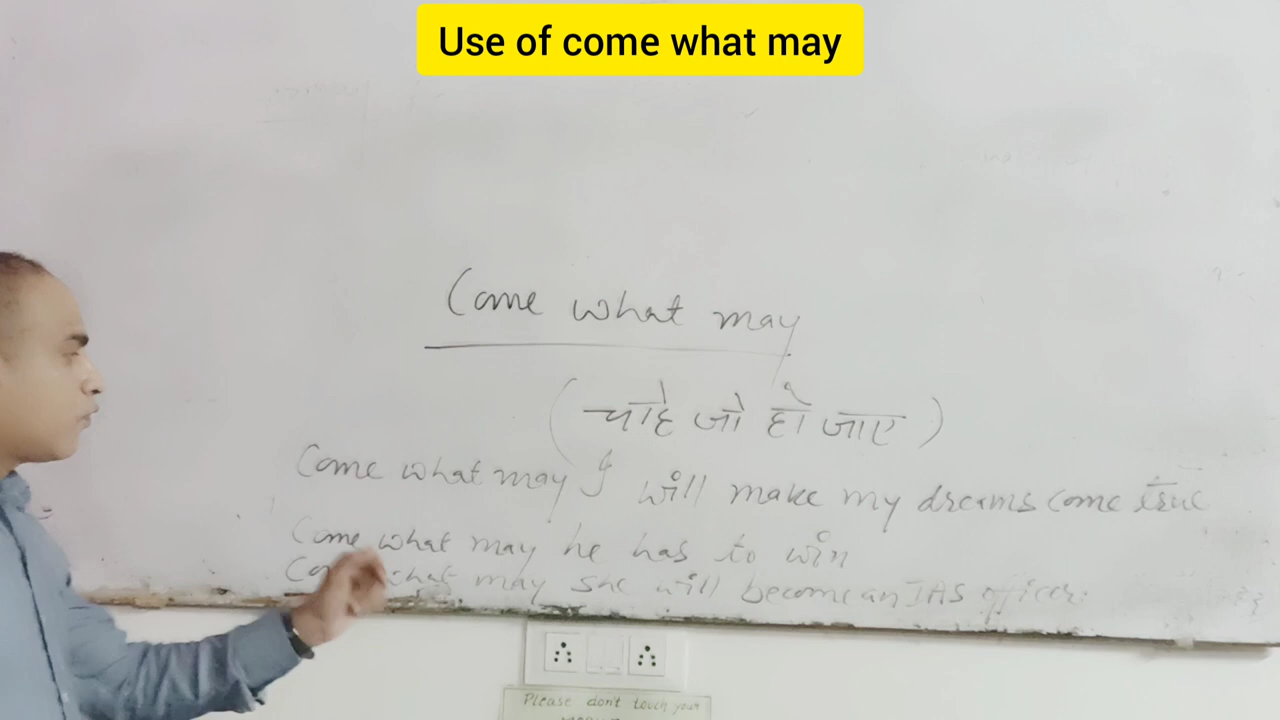 Use of come what may
Come what may
(चाहे जो हो जाए)
Come what may I will make my dreams come true
Come what may he has to win
Come what may she will become an IAS officer.
Please don't touch your